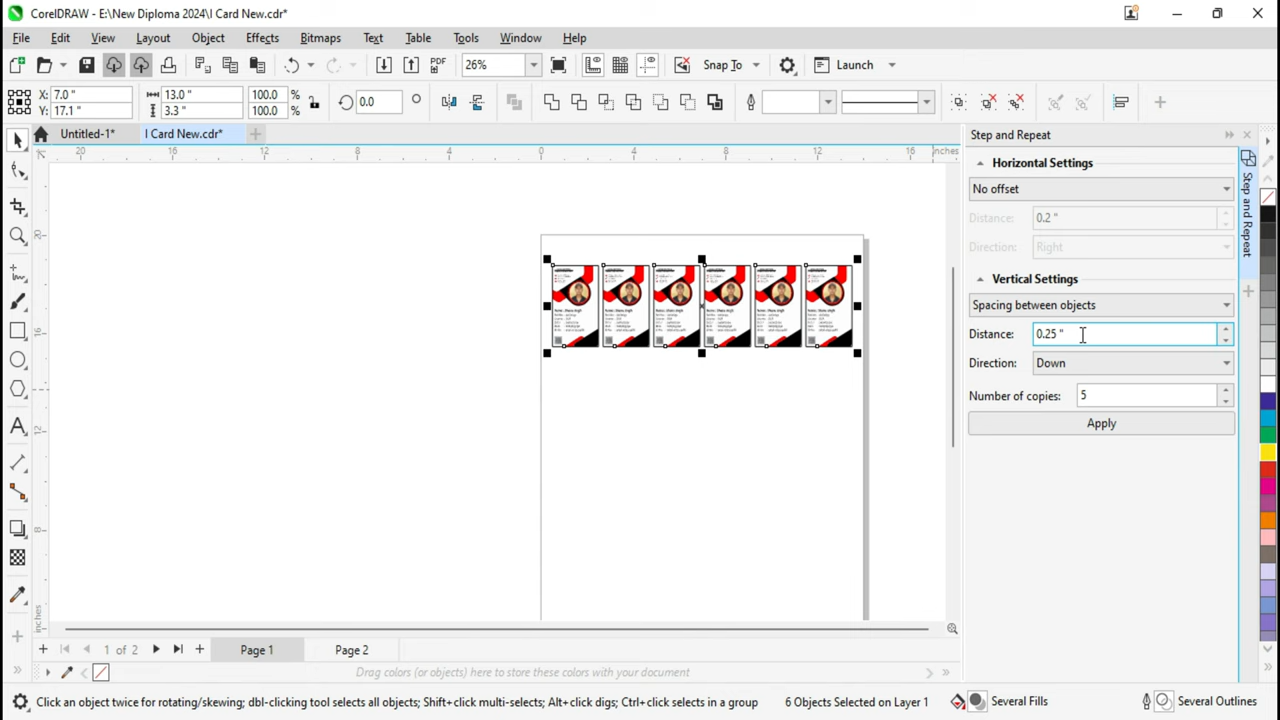 CorelDRAW - E:\New Diploma 2024\I Card New.cdr*
File Edit View Layout Object Effects Bitmaps Text Table Tools Window Help
PDF 26% Snap To Launch
X: 7.0 " 13.0 " 100.0 % 0.0 °
Y: 17.1 " 3.3 " 100.0 %
Untitled-1* I Card New.cdr*
20 16 12 8 4 0 4 8 12 16 inches
20
16
12
8
inches
Step and Repeat
Horizontal Settings
No offset
Distance: 0.2 "
Direction: Right
Vertical Settings
Spacing between objects
Distance: 0.25 "
Direction: Down
Number of copies: 5
Apply
Step and Repeat
1 of 2 Page 1 Page 2
Drag colors (or objects) here to store these colors with your document
Click an object twice for rotating/skewing; dbl-clicking tool selects all objects; Shift+click multi-selects; Alt+click digs; Ctrl+click selects in a group 6 Objects Selected on Layer 1 Several Fills Several Outlines